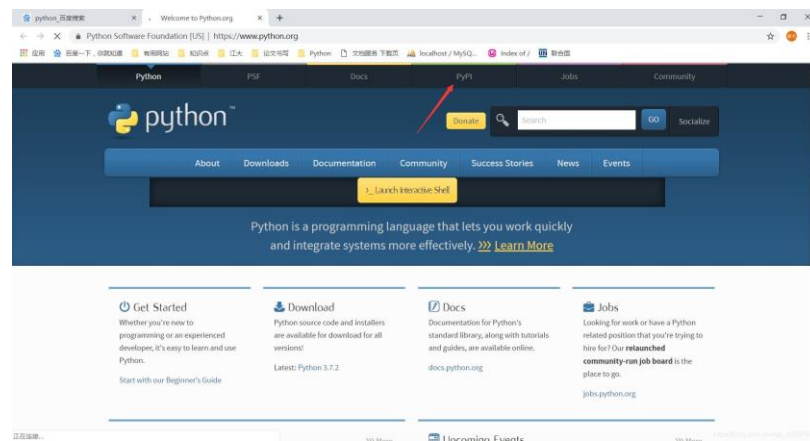 python_百度搜索
Welcome to Python.org
Python Software Foundation [US] | https://www.python.org
应用
百度一下，你就知道
有用网站
知识点
江大
论文书写
Python
文档服务下载页
localhost / MySQ...
Index of /
联合国
Python
PSF
Docs
PyPI
Jobs
Community
python™
Donate
Search
GO
Socialize
About
Downloads
Documentation
Community
Success Stories
News
Events
>_ Launch Interactive Shell
Python is a programming language that lets you work quickly
and integrate systems more effectively. >>> Learn More
Get Started
Whether you're new to
programming or an experienced
developer, it's easy to learn and use
Python.
Start with our Beginner's Guide
Download
Python source code and installers
are available for download for all
versions!
Latest: Python 3.7.2
Docs
Documentation for Python's
standard library, along with tutorials
and guides, are available online.
docs.python.org
Jobs
Looking for work or have a Python
related position that you're trying to
hire for? Our relaunched
community-run job board is the
place to go.
jobs.python.org
正在连接...
More
Upcoming Events
More